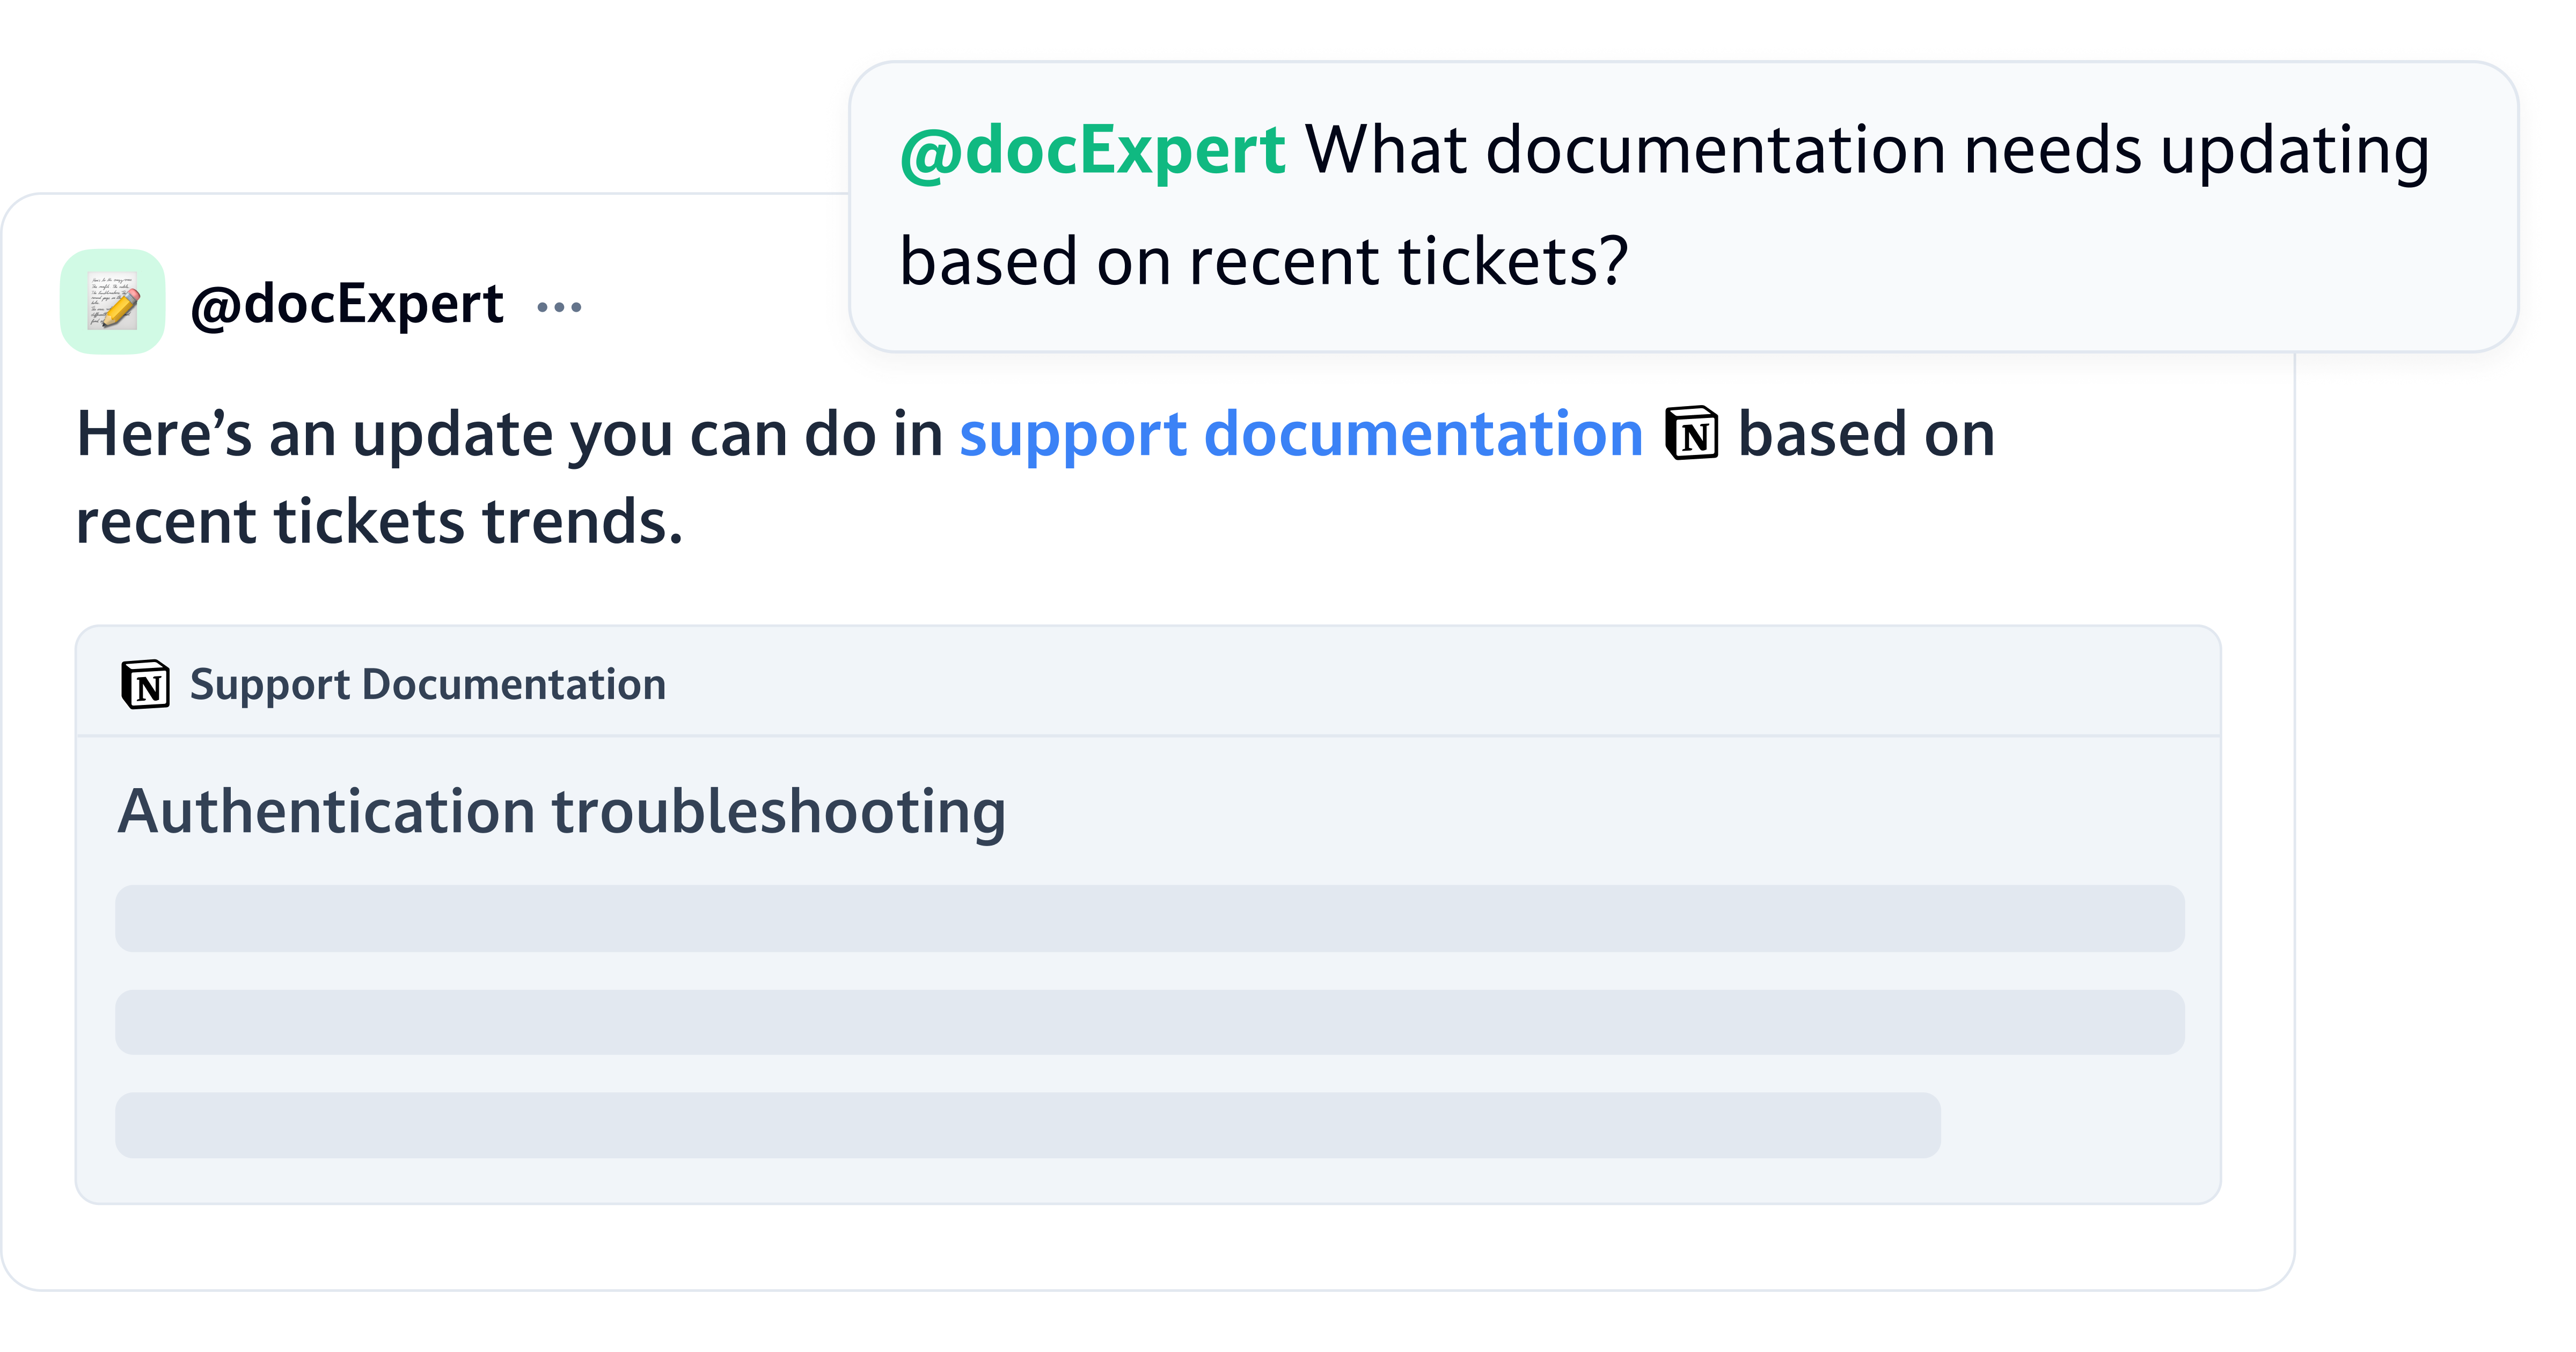 @docExpert What documentation needs updating
based on recent tickets?
@docExpert ...
Here’s an update you can do in support documentation N based on
recent tickets trends.
N Support Documentation
Authentication troubleshooting